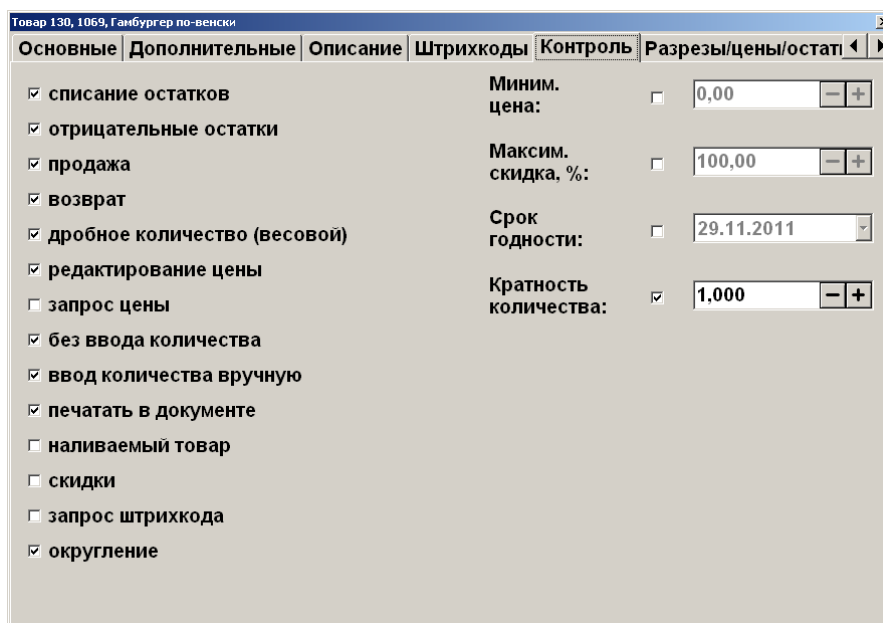 Товар 130, 1069, Гамбургер по-венски
Основные Дополнительные Описание Штрихкоды Контроль Разрезы/цены/остат
списание остатков
отрицательные остатки
продажа
возврат
дробное количество (весовой)
редактирование цены
запрос цены
без ввода количества
ввод количества вручную
печатать в документе
наливаемый товар
скидки
запрос штрихкода
округление
Миним.
цена:
0,00
Максим.
скидка, %:
100,00
Срок
годности:
29.11.2011
Кратность
количества:
1,000